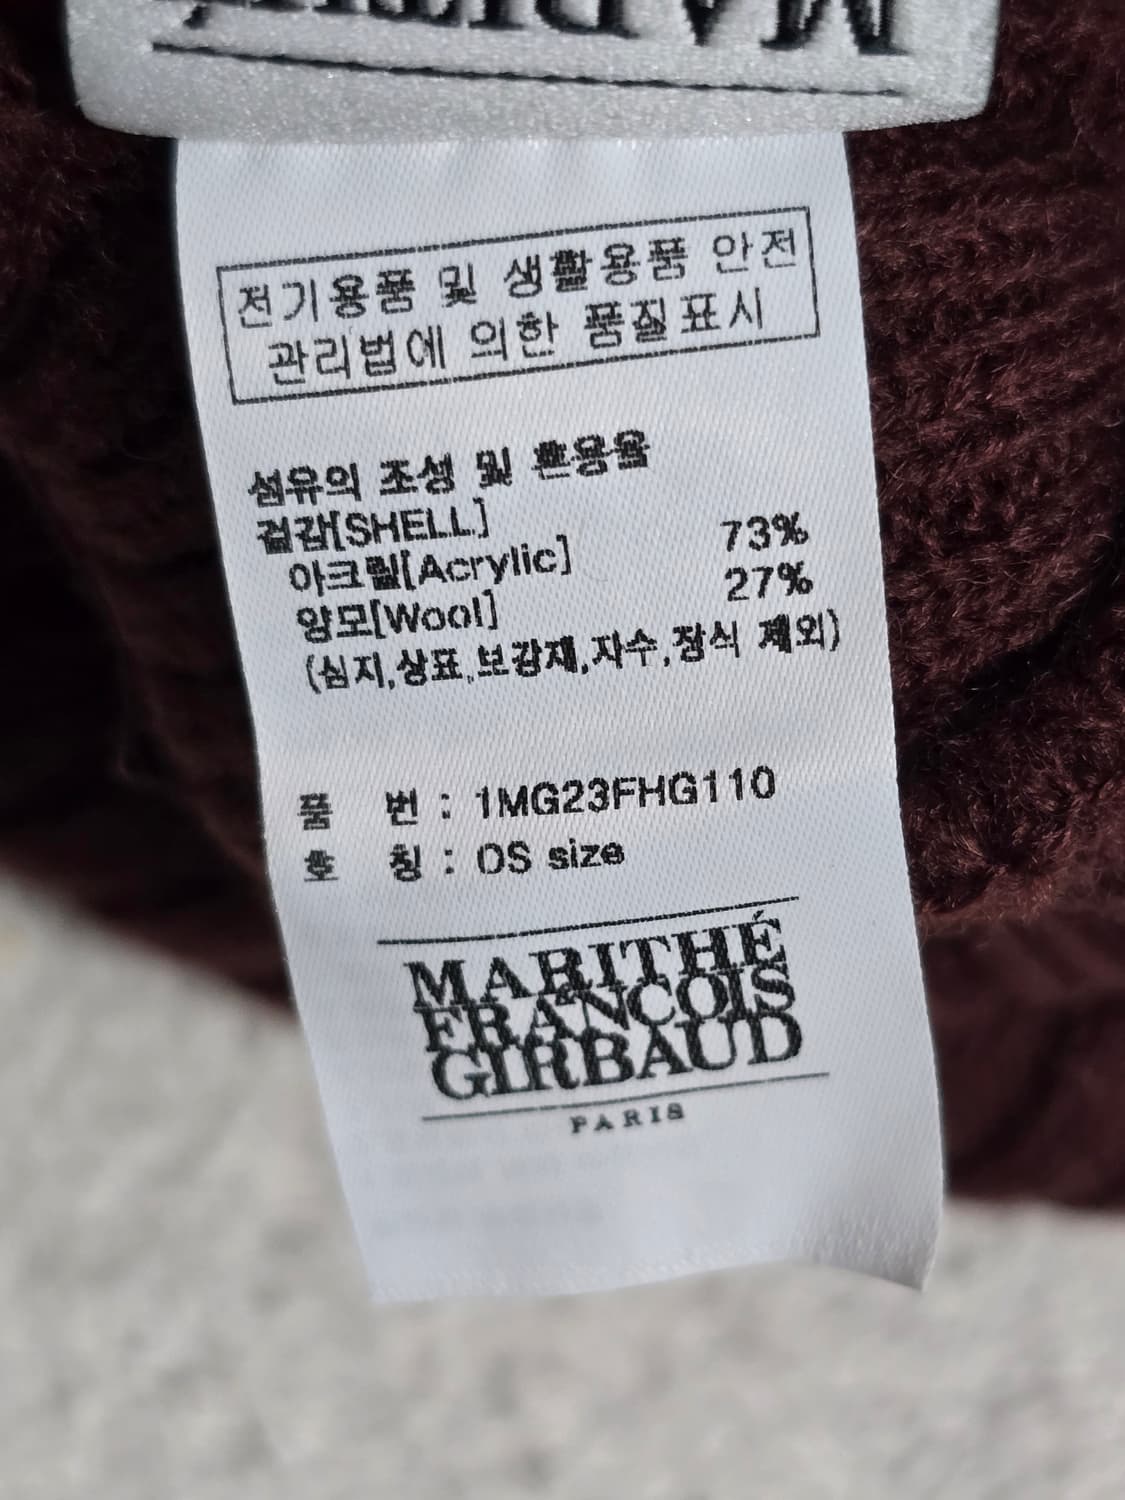 MARITHÉ
전기용품 및 생활용품 안전
관리법에 의한 품질표시
섬유의 조성 및 혼용율
겉감[SHELL]
아크릴[Acrylic] 73%
양모[Wool] 27%
(심지,상표,보강재,자수,장식 제외)
품 번 : 1MG23FHG110
호 칭 : OS size
MARITHÉ
FRANCOIS
GIRBAUD
PARIS